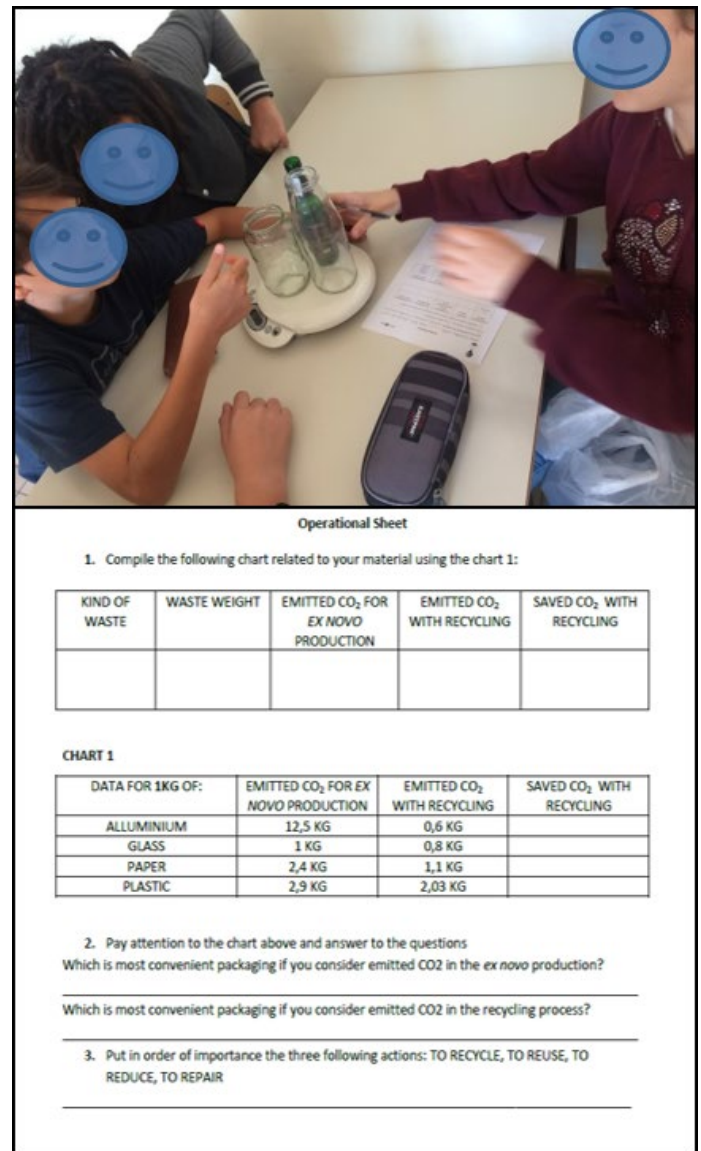 Operational Sheet
1. Compile the following chart related to your material using the chart 1:
KIND OF WASTE WASTE WEIGHT EMITTED CO₂ FOR EX NOVO PRODUCTION EMITTED CO₂ WITH RECYCLING SAVED CO₂ WITH RECYCLING
CHART 1
DATA FOR 1KG OF: EMITTED CO₂ FOR EX NOVO PRODUCTION EMITTED CO₂ WITH RECYCLING SAVED CO₂ WITH RECYCLING
ALLUMINIUM 12,5 KG 0,6 KG
GLASS 1 KG 0,8 KG
PAPER 2,4 KG 1,1 KG
PLASTIC 2,9 KG 2,03 KG
2. Pay attention to the chart above and answer to the questions
Which is most convenient packaging if you consider emitted CO2 in the ex novo production?
Which is most convenient packaging if you consider emitted CO2 in the recycling process?
3. Put in order of importance the three following actions: TO RECYCLE, TO REUSE, TO
REDUCE, TO REPAIR